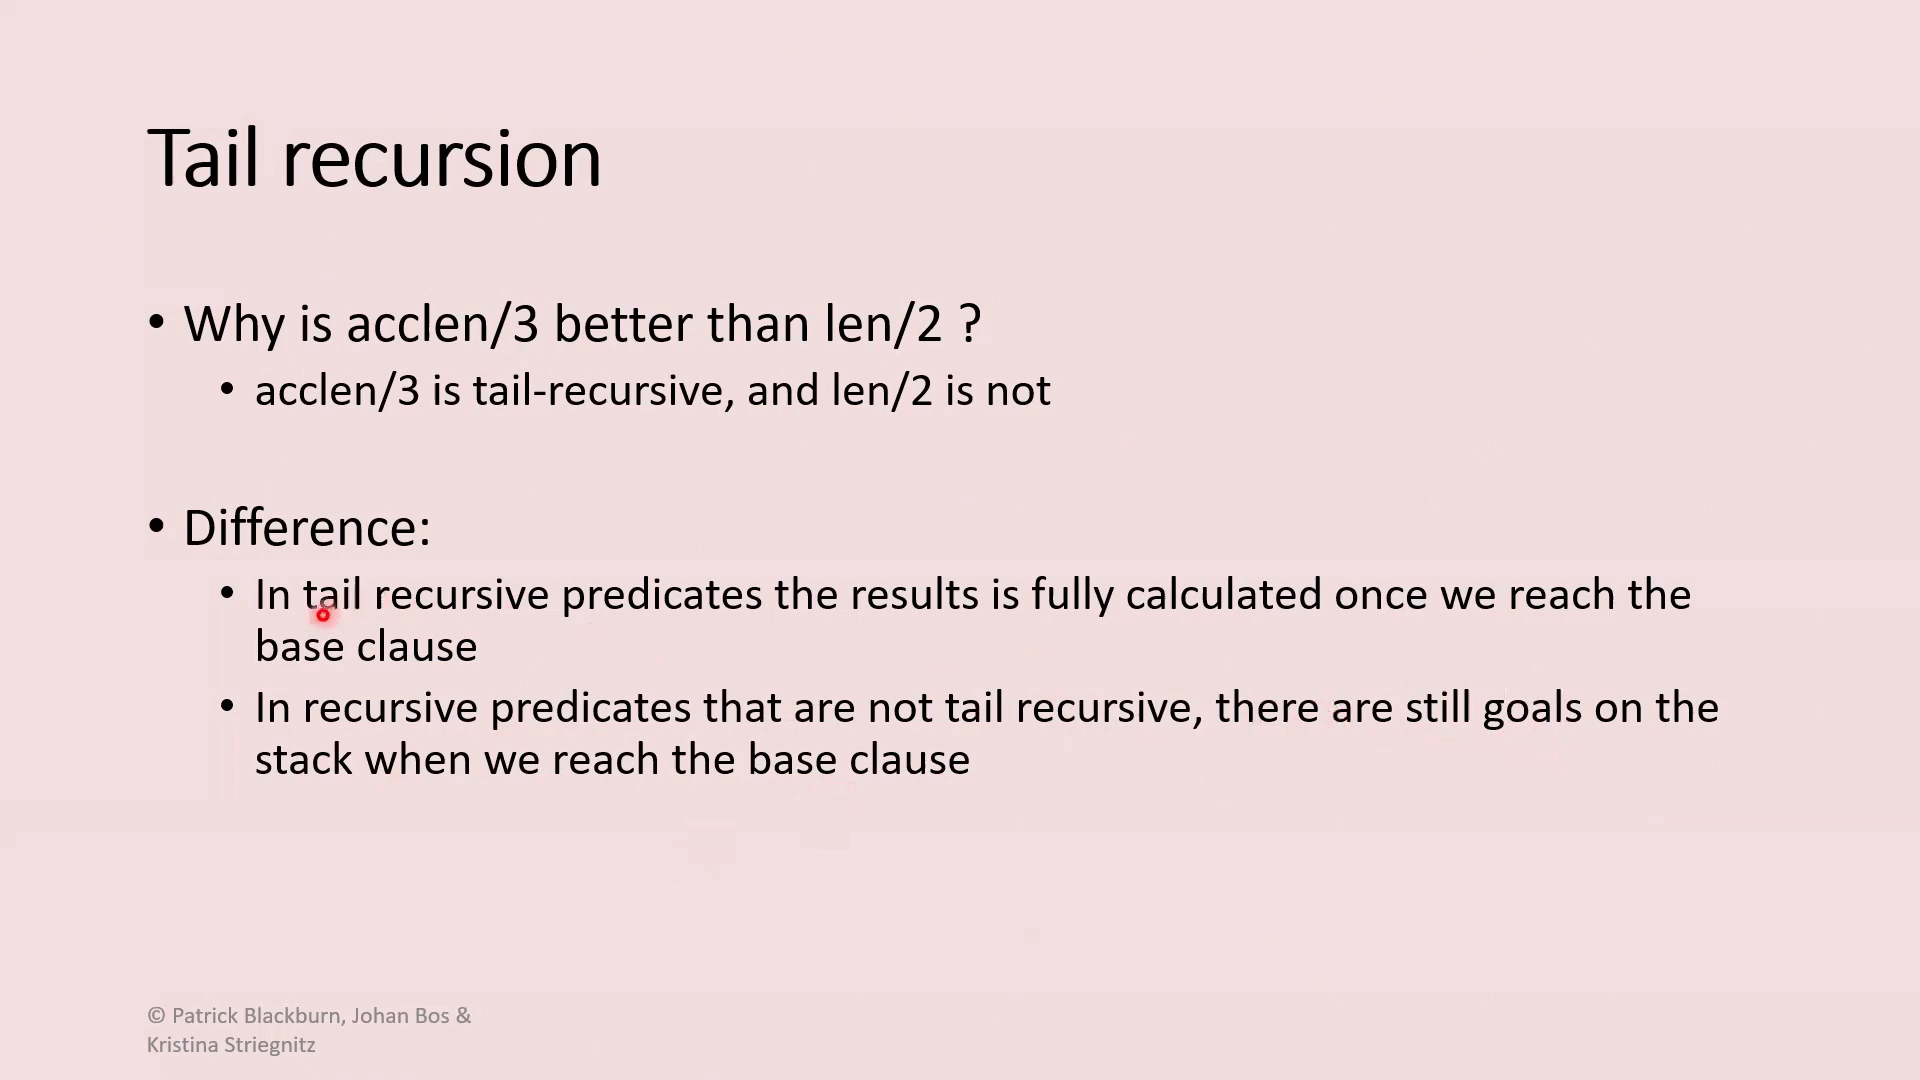 Tail recursion
• Why is acclen/3 better than len/2 ?
• acclen/3 is tail-recursive, and len/2 is not
• Difference:
• In tail recursive predicates the results is fully calculated once we reach the
base clause
• In recursive predicates that are not tail recursive, there are still goals on the
stack when we reach the base clause
© Patrick Blackburn, Johan Bos &
Kristina Striegnitz